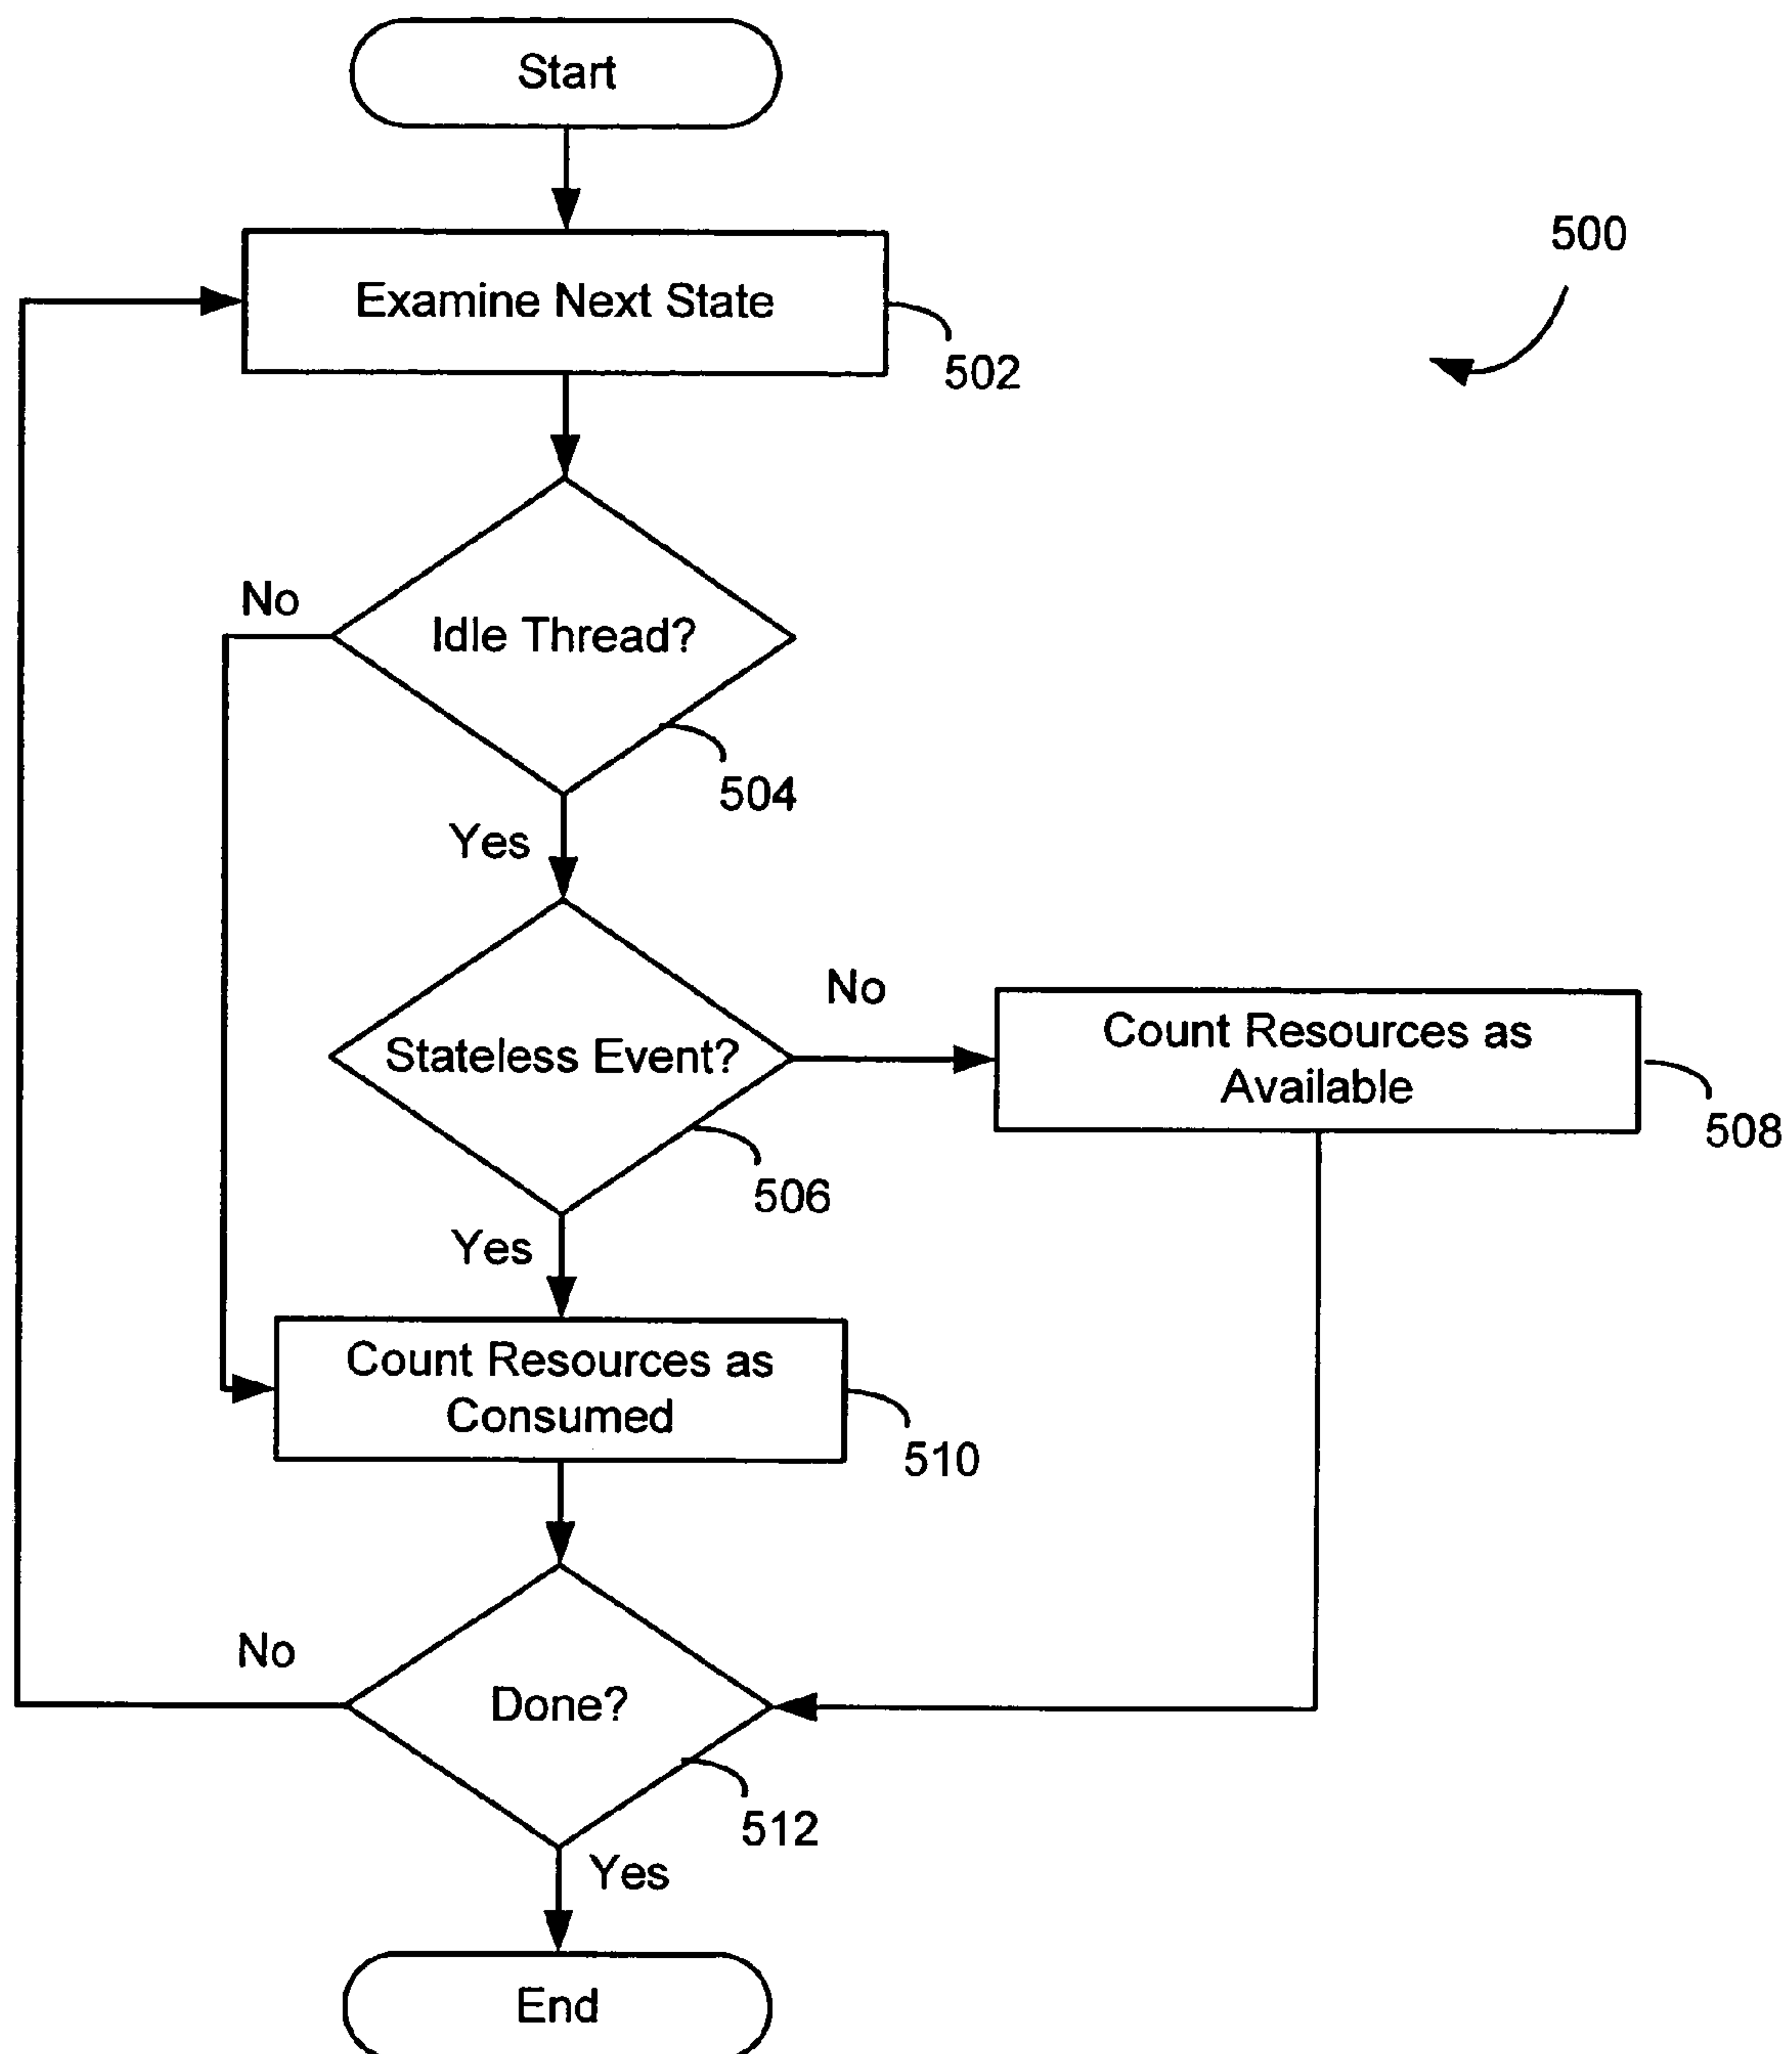 Start
500
Examine Next State
502
No
Idle Thread?
504
Yes
No
Stateless Event?
Count Resources as
Available
508
506
Yes
Count Resources as
Consumed
510
No
Done?
512
Yes
End